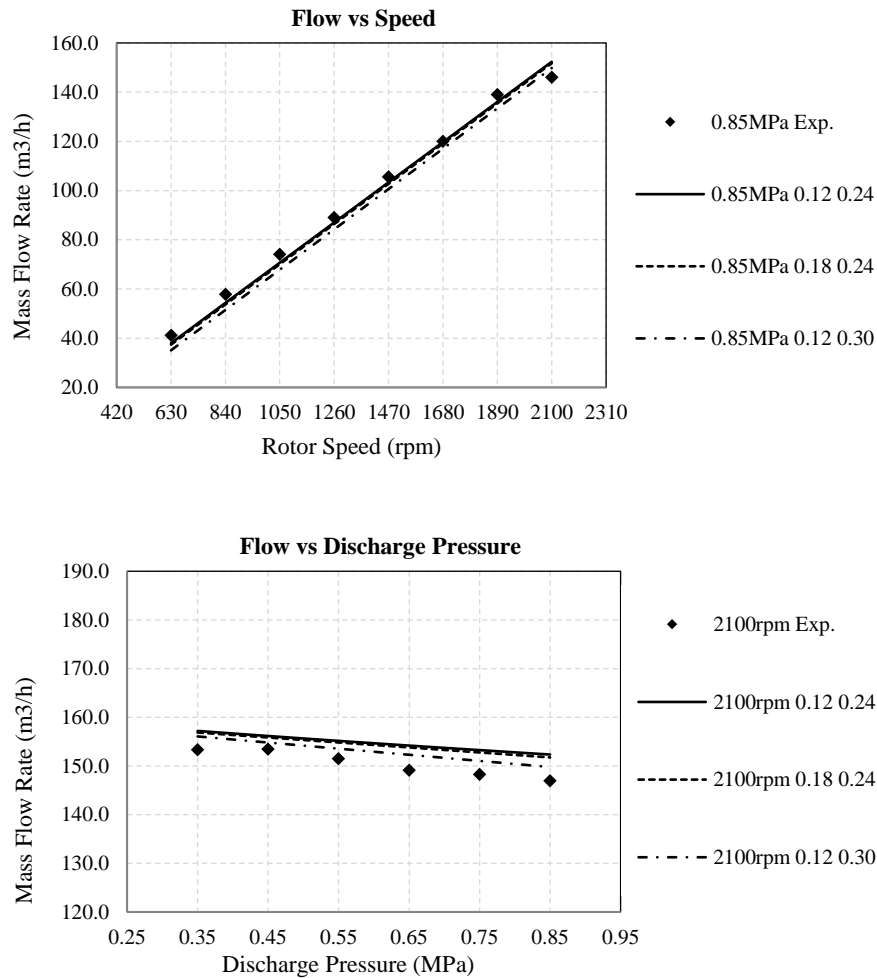 Flow vs Speed
Mass Flow Rate (m3/h)
160.0
140.0
120.0
100.0
80.0
60.0
40.0
20.0
420 630 840 1050 1260 1470 1680 1890 2100 2310
Rotor Speed (rpm)
0.85MPa Exp.
0.85MPa 0.12 0.24
0.85MPa 0.18 0.24
0.85MPa 0.12 0.30
Flow vs Discharge Pressure
Mass Flow Rate (m3/h)
190.0
180.0
170.0
160.0
150.0
140.0
130.0
120.0
0.25 0.35 0.45 0.55 0.65 0.75 0.85 0.95
Discharge Pressure (MPa)
2100rpm Exp.
2100rpm 0.12 0.24
2100rpm 0.18 0.24
2100rpm 0.12 0.30